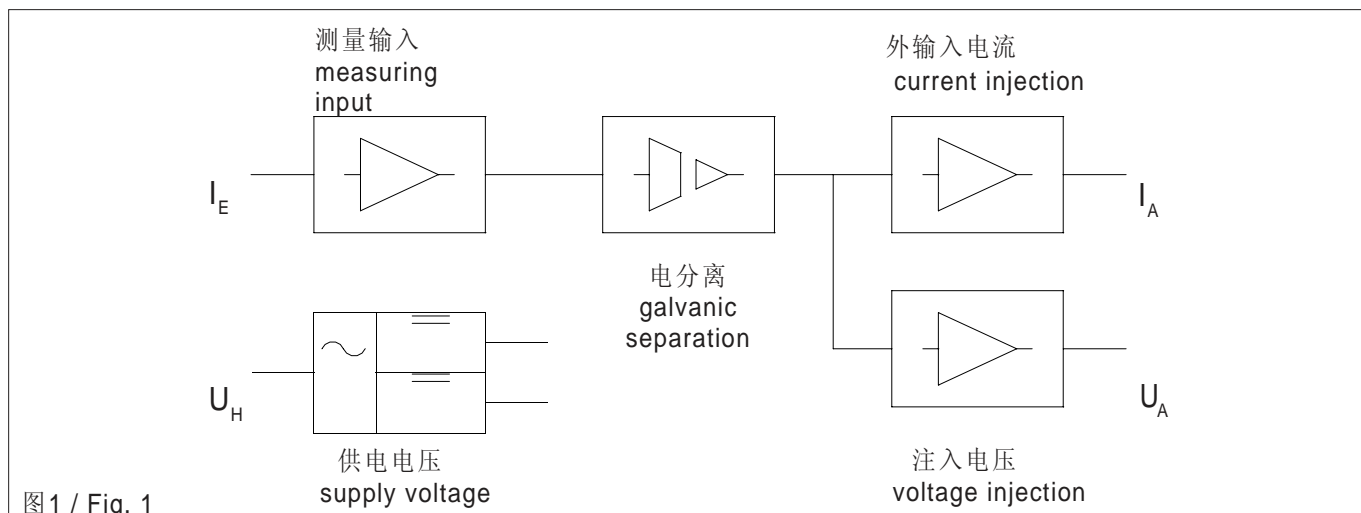 测量输入
measuring
input
外输入电流
current injection
I_E
I_A
电分离
galvanic
separation
U_H
U_A
供电电压
supply voltage
注入电压
voltage injection
图1 / Fig. 1